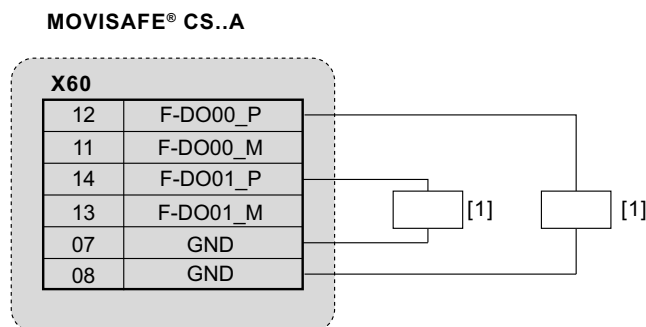 MOVISAFE® CS..A
X60
12 F-DO00_P
11 F-DO00_M
14 F-DO01_P
13 F-DO01_M
07 GND
08 GND
[1]
[1]